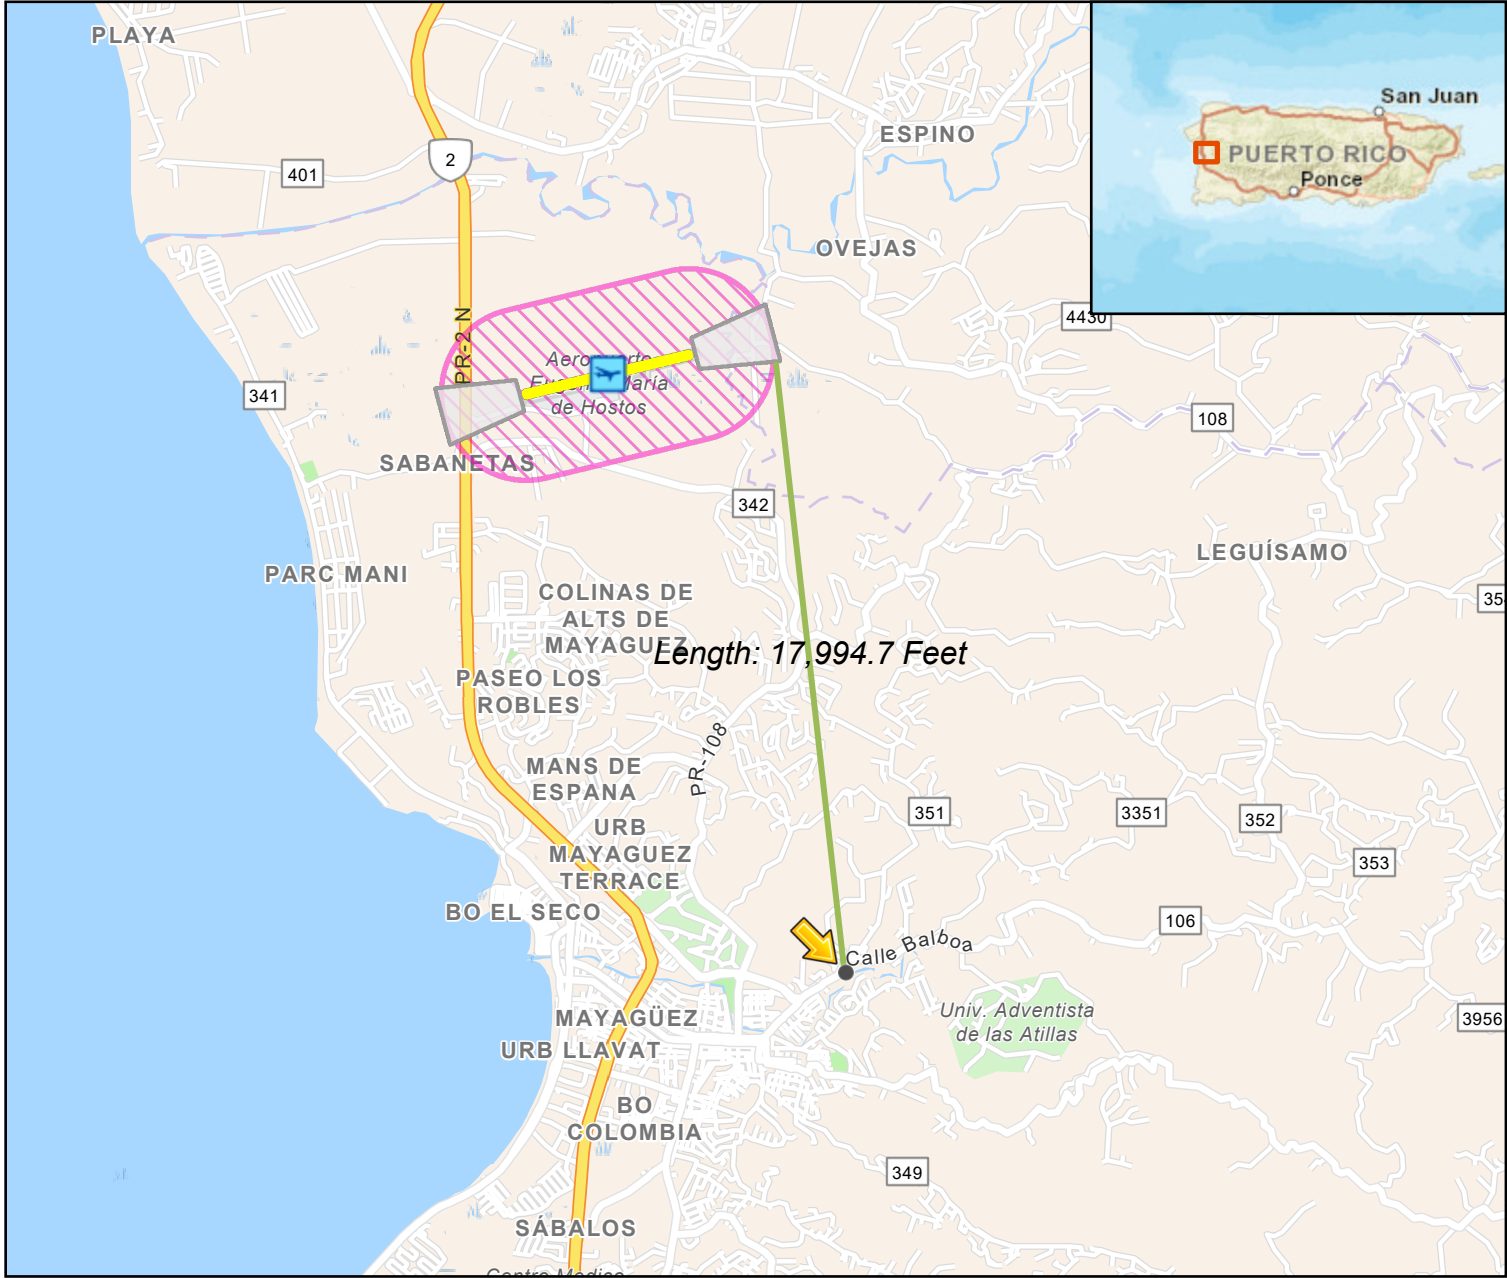 PLAYA
San Juan
PUERTO RICO
Ponce
ESPINO
2
401
OVEJAS
4430
PR-2 N
341
de Hostos
108
SABANETAS
342
LEGUÍSAMO
PARC MANI
COLINAS DE
ALTS DE
MAYAGUEZ
Length: 17,994.7 Feet
PASEO LOS
ROBLES
PR-108
MANS DE
ESPANA
351
3351
352
URB
MAYAGUEZ
TERRACE
353
BO EL SECO
106
Calle Balboa
Univ. Adventista
de las Atillas
MAYAGÜEZ
3956
URB LLAVAT
BO
COLOMBIA
349
SÁBALOS
Centro Medico